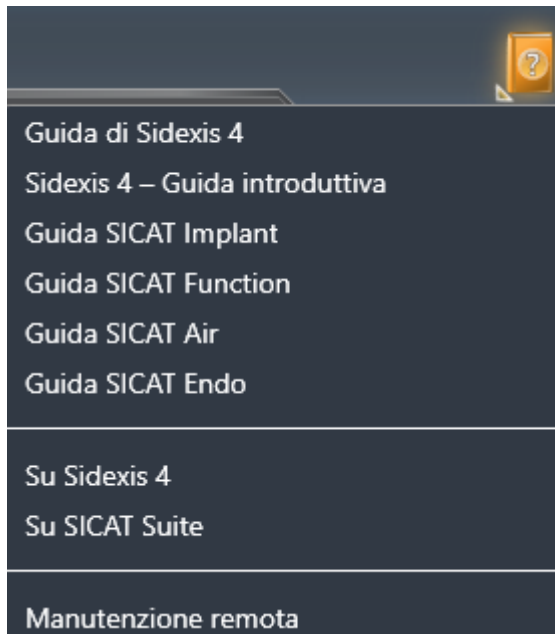 ?
Guida di Sidexis 4
Sidexis 4 – Guida introduttiva
Guida SICAT Implant
Guida SICAT Function
Guida SICAT Air
Guida SICAT Endo
Su Sidexis 4
Su SICAT Suite
Manutenzione remota